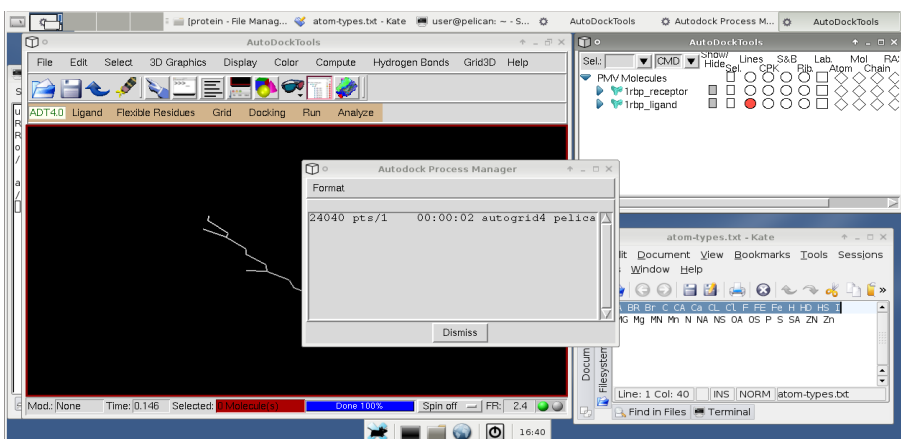 [protein - File Manag... atom-types.txt - Kate user@pelican: ~ - S... AutoDockTools Autodock Process M... AutoDockTools
AutoDockTools
File Edit Select 3D Graphics Display Color Compute Hydrogen Bonds Grid3D Help
ADT4.0 Ligand Flexible Residues Grid Docking Run Analyze
AutoDockTools
Sel.: CMD Show/Hide Sel. Lines CPK S&B Rib. Lab. Atom Mol Chain RAS
PMV Molecules
1rbp_receptor
1rbp_ligand
Autodock Process Manager
Format
24040 pts/1 00:00:02 autogrid4 pelica
Dismiss
atom-types.txt - Kate
dit Document View Bookmarks Tools Sessions
Window Help
BR Br C CA Ca CL Cl F FE Fe H HD HS I
MG Mg MN Mn N NA NS OA OS P S SA ZN Zn
Docum
Filesystem
Line: 1 Col: 40 INS NORM atom-types.txt
Find in Files Terminal
Mod.: None Time: 0.146 Selected: 0 Molecule(s) Done 100% Spin off FR: 2.4
16:40